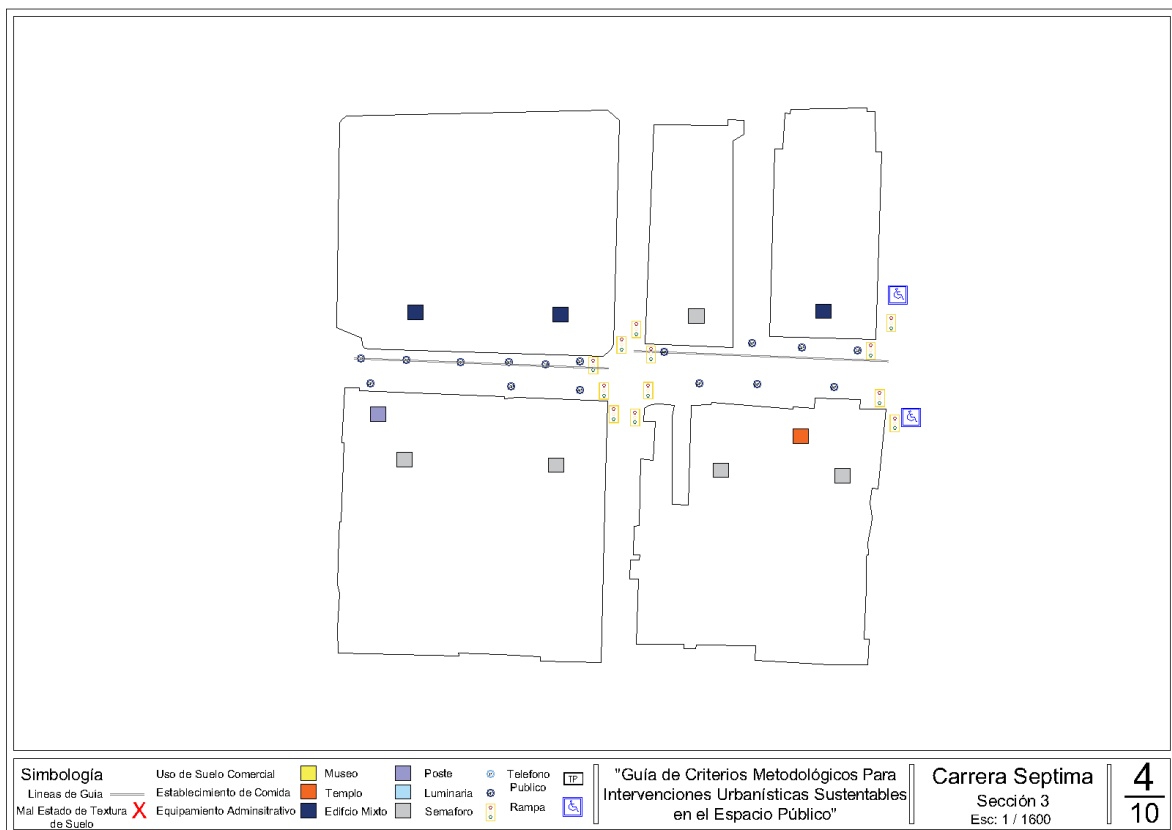 Simbología
Lineas de Guia
Mal Estado de Textura X
de Suelo
Uso de Suelo Comercial
Establecimiento de Comida
Equipamiento Adminsitrativo
Museo
Templo
Edificio Mixto
Poste
Luminaria
Semaforo
Telefono
Publico
TP
Rampa
"Guía de Criterios Metodológicos Para
Intervenciones Urbanísticas Sustentables
en el Espacio Público"
Carrera Septima
Sección 3
Esc: 1 / 1600
4
10